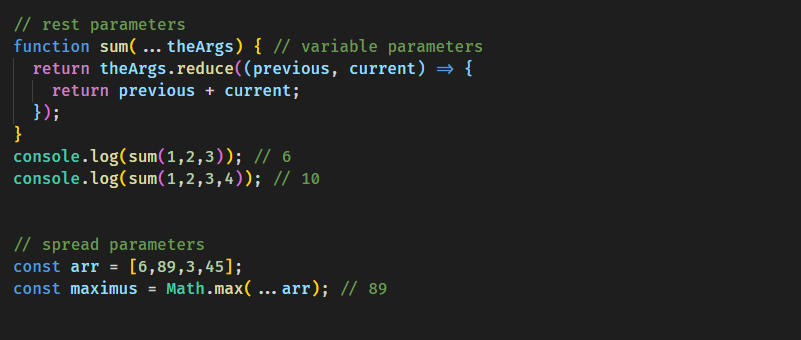 // rest parameters
function sum(...theArgs) { // variable parameters
return theArgs.reduce((previous, current) => {
return previous + current;
});
}
console.log(sum(1,2,3)); // 6
console.log(sum(1,2,3,4)); // 10
// spread parameters
const arr = [6,89,3,45];
const maximus = Math.max(...arr); // 89